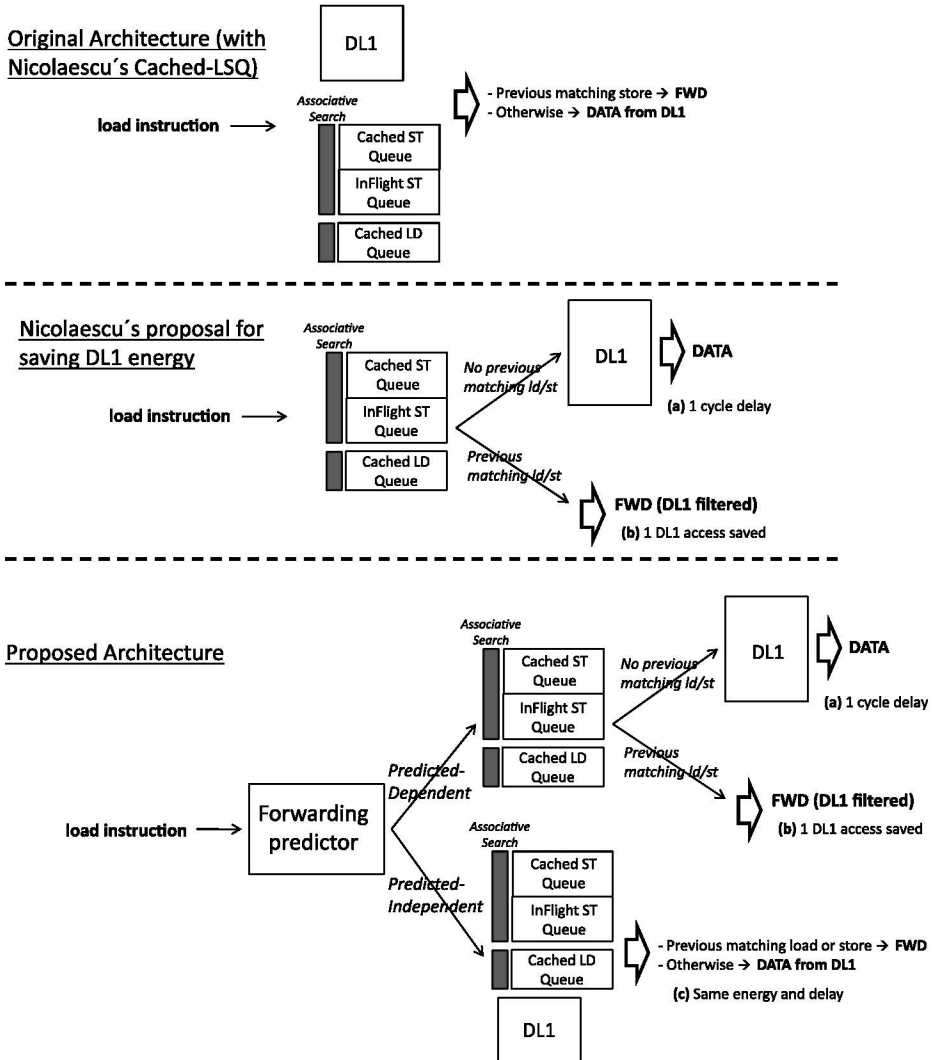 Original Architecture (with
Nicolaescu´s Cached-LSQ)
DL1
Associative
Search
load instruction
Cached ST
Queue
InFlight ST
Queue
Cached LD
Queue
- Previous matching store → FWD
- Otherwise → DATA from DL1
Nicolaescu´s proposal for
saving DL1 energy
Associative
Search
load instruction
Cached ST
Queue
InFlight ST
Queue
Cached LD
Queue
No previous
matching ld/st
DL1
DATA
(a) 1 cycle delay
Previous
matching ld/st
FWD (DL1 filtered)
(b) 1 DL1 access saved
Proposed Architecture
load instruction
Forwarding
predictor
Predicted-
Dependent
Associative
Search
Cached ST
Queue
InFlight ST
Queue
Cached LD
Queue
No previous
matching ld/st
DL1
DATA
(a) 1 cycle delay
Previous
matching ld/st
FWD (DL1 filtered)
(b) 1 DL1 access saved
Predicted-
Independent
Associative
Search
Cached ST
Queue
InFlight ST
Queue
Cached LD
Queue
DL1
- Previous matching load or store → FWD
- Otherwise → DATA from DL1
(c) Same energy and delay